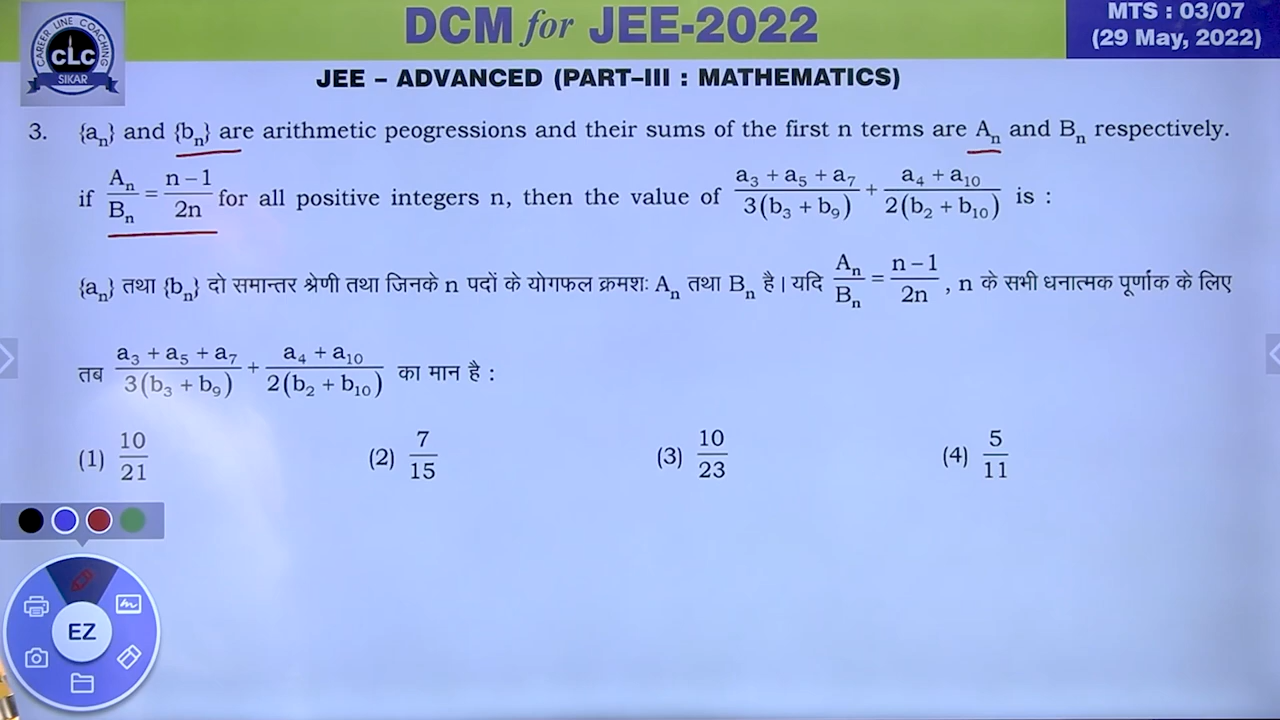 DCM for JEE-2022
MTS : 03/07
(29 May, 2022)
CAREER LINE COACHING
CLC
SIKAR
JEE – ADVANCED (PART–III : MATHEMATICS)
3. {aₙ} and {bₙ} are arithmetic peogressions and their sums of the first n terms are Aₙ and Bₙ respectively.
if Aₙ/Bₙ = (n – 1)/2n for all positive integers n, then the value of (a₃ + a₅ + a₇)/3(b₃ + b₉) + (a₄ + a₁₀)/2(b₂ + b₁₀) is :
{aₙ} तथा {bₙ} दो समान्तर श्रेणी तथा जिनके n पदों के योगफल क्रमशः Aₙ तथा Bₙ है। यदि Aₙ/Bₙ = (n – 1)/2n , n के सभी धनात्मक पूर्णांक के लिए
तब (a₃ + a₅ + a₇)/3(b₃ + b₉) + (a₄ + a₁₀)/2(b₂ + b₁₀) का मान है :
(1) 10/21 (2) 7/15 (3) 10/23 (4) 5/11
EZ